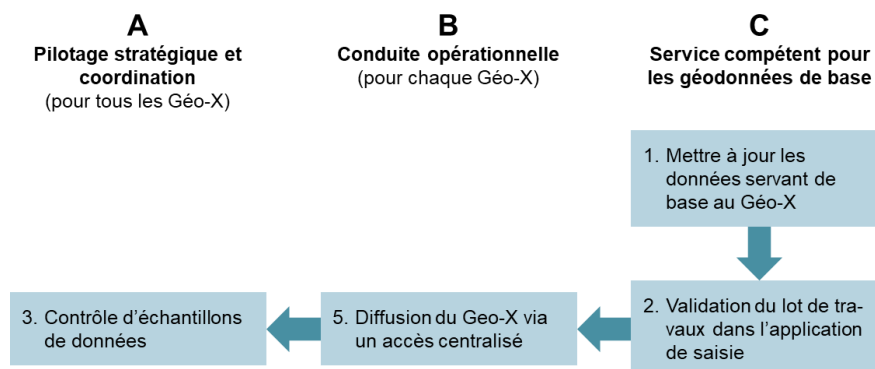 A
Pilotage stratégique et
coordination
(pour tous les Géo-X)
B
Conduite opérationnelle
(pour chaque Géo-X)
C
Service compétent pour
les géodonnées de base
1. Mettre à jour les
données servant de
base au Géo-X
2. Validation du lot de tra-
vaux dans l'application
de saisie
5. Diffusion du Geo-X via
un accès centralisé
3. Contrôle d'échantillons
de données